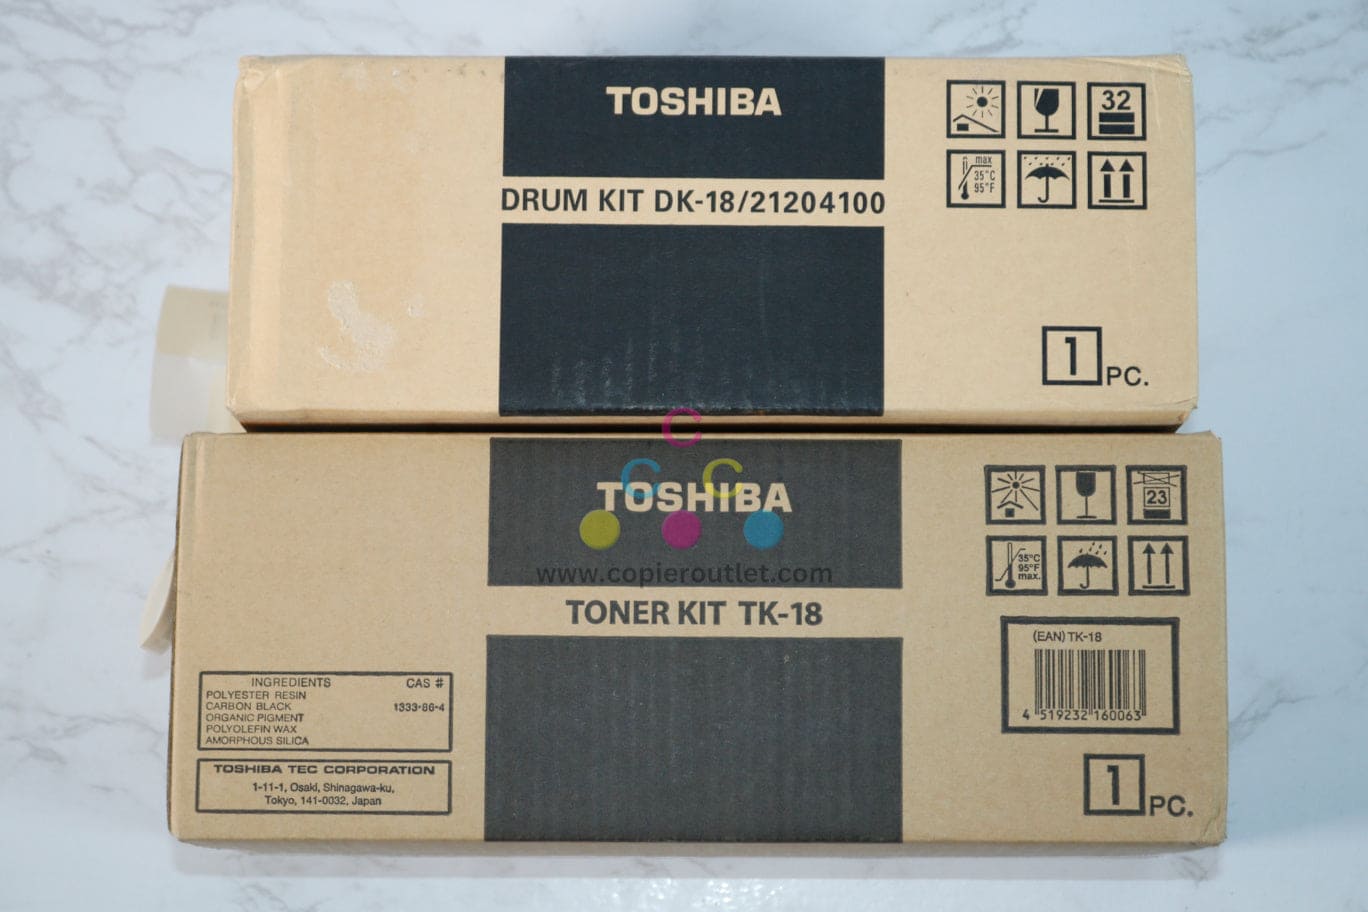 TOSHIBA
DRUM KIT DK-18/21204100
32
max
35°C
95°F
1 PC.
C
C C
TOSHIBA
www.copieroutlet.com
TONER KIT TK-18
23
35°C
95°F
max.
(EAN) TK-18
4 519232 160063
INGREDIENTS CAS #
POLYESTER RESIN
CARBON BLACK 1333-86-4
ORGANIC PIGMENT
POLYOLEFIN WAX
AMORPHOUS SILICA
TOSHIBA TEC CORPORATION
1-11-1, Osaki, Shinagawa-ku,
Tokyo, 141-0032, Japan
1 PC.